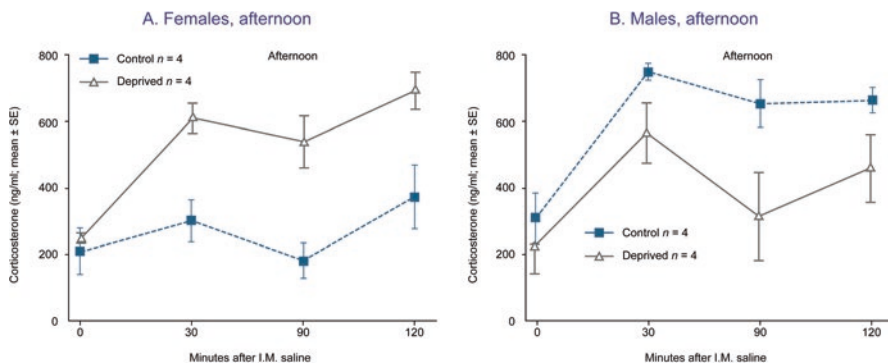 A. Females, afternoon
800
600
400
200
0
Corticosterone (ng/ml; mean ± SE)
Control n = 4
Deprived n = 4
Afternoon
0
30
90
120
Minutes after I.M. saline
B. Males, afternoon
800
600
400
200
0
Corticosterone (ng/ml; mean ± SE)
Afternoon
Control n = 4
Deprived n = 4
0
30
90
120
Minutes after I.M. saline